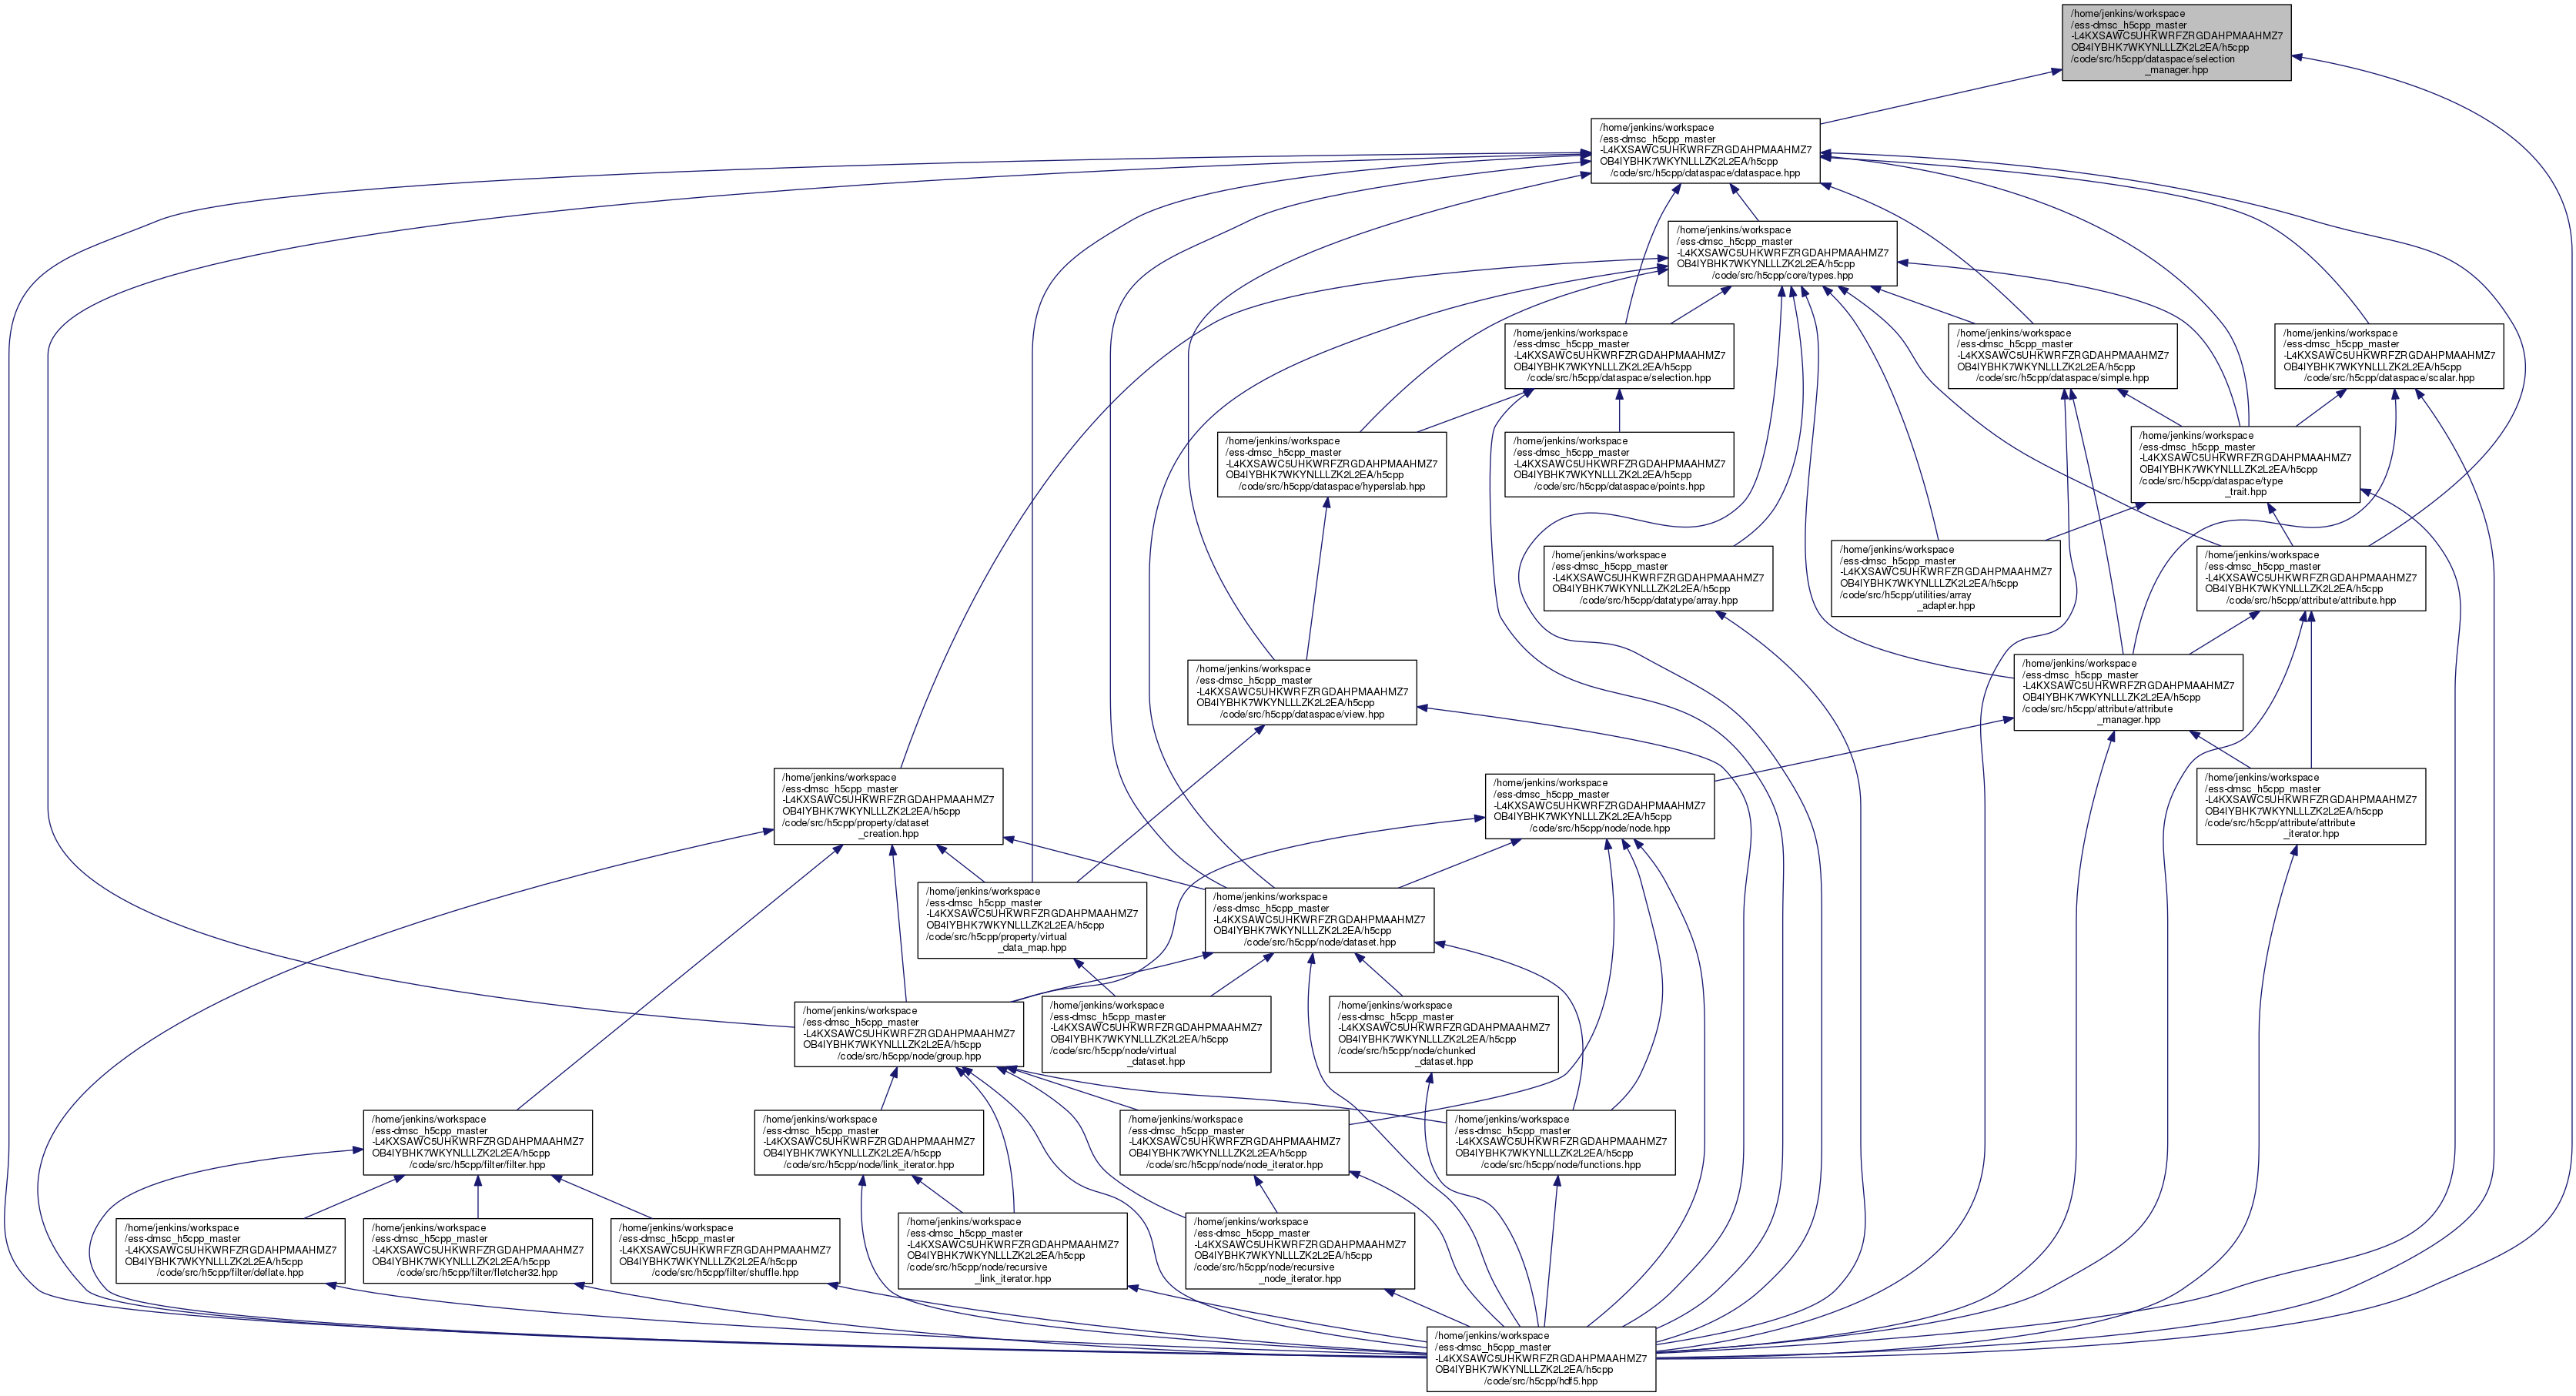 /home/jenkins/workspace
/ess-dmsc_h5cpp_master
-L4KXSAWC5UHKWRFZRGDAHPMAAHMZ7
OB4IYBHK7WKYNLLLZK2L2EA/h5cpp
/code/src/h5cpp/dataspace/selection
_manager.hpp
/home/jenkins/workspace
/ess-dmsc_h5cpp_master
-L4KXSAWC5UHKWRFZRGDAHPMAAHMZ7
OB4IYBHK7WKYNLLLZK2L2EA/h5cpp
/code/src/h5cpp/dataspace/dataspace.hpp
/home/jenkins/workspace
/ess-dmsc_h5cpp_master
-L4KXSAWC5UHKWRFZRGDAHPMAAHMZ7
OB4IYBHK7WKYNLLLZK2L2EA/h5cpp
/code/src/h5cpp/core/types.hpp
/home/jenkins/workspace
/ess-dmsc_h5cpp_master
-L4KXSAWC5UHKWRFZRGDAHPMAAHMZ7
OB4IYBHK7WKYNLLLZK2L2EA/h5cpp
/code/src/h5cpp/dataspace/selection.hpp
/home/jenkins/workspace
/ess-dmsc_h5cpp_master
-L4KXSAWC5UHKWRFZRGDAHPMAAHMZ7
OB4IYBHK7WKYNLLLZK2L2EA/h5cpp
/code/src/h5cpp/dataspace/simple.hpp
/home/jenkins/workspace
/ess-dmsc_h5cpp_master
-L4KXSAWC5UHKWRFZRGDAHPMAAHMZ7
OB4IYBHK7WKYNLLLZK2L2EA/h5cpp
/code/src/h5cpp/dataspace/scalar.hpp
/home/jenkins/workspace
/ess-dmsc_h5cpp_master
-L4KXSAWC5UHKWRFZRGDAHPMAAHMZ7
OB4IYBHK7WKYNLLLZK2L2EA/h5cpp
/code/src/h5cpp/dataspace/hyperslab.hpp
/home/jenkins/workspace
/ess-dmsc_h5cpp_master
-L4KXSAWC5UHKWRFZRGDAHPMAAHMZ7
OB4IYBHK7WKYNLLLZK2L2EA/h5cpp
/code/src/h5cpp/dataspace/points.hpp
/home/jenkins/workspace
/ess-dmsc_h5cpp_master
-L4KXSAWC5UHKWRFZRGDAHPMAAHMZ7
OB4IYBHK7WKYNLLLZK2L2EA/h5cpp
/code/src/h5cpp/dataspace/type
_trait.hpp
/home/jenkins/workspace
/ess-dmsc_h5cpp_master
-L4KXSAWC5UHKWRFZRGDAHPMAAHMZ7
OB4IYBHK7WKYNLLLZK2L2EA/h5cpp
/code/src/h5cpp/datatype/array.hpp
/home/jenkins/workspace
/ess-dmsc_h5cpp_master
-L4KXSAWC5UHKWRFZRGDAHPMAAHMZ7
OB4IYBHK7WKYNLLLZK2L2EA/h5cpp
/code/src/h5cpp/utilities/array
_adapter.hpp
/home/jenkins/workspace
/ess-dmsc_h5cpp_master
-L4KXSAWC5UHKWRFZRGDAHPMAAHMZ7
OB4IYBHK7WKYNLLLZK2L2EA/h5cpp
/code/src/h5cpp/attribute/attribute.hpp
/home/jenkins/workspace
/ess-dmsc_h5cpp_master
-L4KXSAWC5UHKWRFZRGDAHPMAAHMZ7
OB4IYBHK7WKYNLLLZK2L2EA/h5cpp
/code/src/h5cpp/dataspace/view.hpp
/home/jenkins/workspace
/ess-dmsc_h5cpp_master
-L4KXSAWC5UHKWRFZRGDAHPMAAHMZ7
OB4IYBHK7WKYNLLLZK2L2EA/h5cpp
/code/src/h5cpp/attribute/attribute
_manager.hpp
/home/jenkins/workspace
/ess-dmsc_h5cpp_master
-L4KXSAWC5UHKWRFZRGDAHPMAAHMZ7
OB4IYBHK7WKYNLLLZK2L2EA/h5cpp
/code/src/h5cpp/property/dataset
_creation.hpp
/home/jenkins/workspace
/ess-dmsc_h5cpp_master
-L4KXSAWC5UHKWRFZRGDAHPMAAHMZ7
OB4IYBHK7WKYNLLLZK2L2EA/h5cpp
/code/src/h5cpp/node/node.hpp
/home/jenkins/workspace
/ess-dmsc_h5cpp_master
-L4KXSAWC5UHKWRFZRGDAHPMAAHMZ7
OB4IYBHK7WKYNLLLZK2L2EA/h5cpp
/code/src/h5cpp/attribute/attribute
_iterator.hpp
/home/jenkins/workspace
/ess-dmsc_h5cpp_master
-L4KXSAWC5UHKWRFZRGDAHPMAAHMZ7
OB4IYBHK7WKYNLLLZK2L2EA/h5cpp
/code/src/h5cpp/property/virtual
_data_map.hpp
/home/jenkins/workspace
/ess-dmsc_h5cpp_master
-L4KXSAWC5UHKWRFZRGDAHPMAAHMZ7
OB4IYBHK7WKYNLLLZK2L2EA/h5cpp
/code/src/h5cpp/node/dataset.hpp
/home/jenkins/workspace
/ess-dmsc_h5cpp_master
-L4KXSAWC5UHKWRFZRGDAHPMAAHMZ7
OB4IYBHK7WKYNLLLZK2L2EA/h5cpp
/code/src/h5cpp/node/group.hpp
/home/jenkins/workspace
/ess-dmsc_h5cpp_master
-L4KXSAWC5UHKWRFZRGDAHPMAAHMZ7
OB4IYBHK7WKYNLLLZK2L2EA/h5cpp
/code/src/h5cpp/node/virtual
_dataset.hpp
/home/jenkins/workspace
/ess-dmsc_h5cpp_master
-L4KXSAWC5UHKWRFZRGDAHPMAAHMZ7
OB4IYBHK7WKYNLLLZK2L2EA/h5cpp
/code/src/h5cpp/node/chunked
_dataset.hpp
/home/jenkins/workspace
/ess-dmsc_h5cpp_master
-L4KXSAWC5UHKWRFZRGDAHPMAAHMZ7
OB4IYBHK7WKYNLLLZK2L2EA/h5cpp
/code/src/h5cpp/filter/filter.hpp
/home/jenkins/workspace
/ess-dmsc_h5cpp_master
-L4KXSAWC5UHKWRFZRGDAHPMAAHMZ7
OB4IYBHK7WKYNLLLZK2L2EA/h5cpp
/code/src/h5cpp/node/link_iterator.hpp
/home/jenkins/workspace
/ess-dmsc_h5cpp_master
-L4KXSAWC5UHKWRFZRGDAHPMAAHMZ7
OB4IYBHK7WKYNLLLZK2L2EA/h5cpp
/code/src/h5cpp/node/node_iterator.hpp
/home/jenkins/workspace
/ess-dmsc_h5cpp_master
-L4KXSAWC5UHKWRFZRGDAHPMAAHMZ7
OB4IYBHK7WKYNLLLZK2L2EA/h5cpp
/code/src/h5cpp/node/functions.hpp
/home/jenkins/workspace
/ess-dmsc_h5cpp_master
-L4KXSAWC5UHKWRFZRGDAHPMAAHMZ7
OB4IYBHK7WKYNLLLZK2L2EA/h5cpp
/code/src/h5cpp/filter/deflate.hpp
/home/jenkins/workspace
/ess-dmsc_h5cpp_master
-L4KXSAWC5UHKWRFZRGDAHPMAAHMZ7
OB4IYBHK7WKYNLLLZK2L2EA/h5cpp
/code/src/h5cpp/filter/fletcher32.hpp
/home/jenkins/workspace
/ess-dmsc_h5cpp_master
-L4KXSAWC5UHKWRFZRGDAHPMAAHMZ7
OB4IYBHK7WKYNLLLZK2L2EA/h5cpp
/code/src/h5cpp/filter/shuffle.hpp
/home/jenkins/workspace
/ess-dmsc_h5cpp_master
-L4KXSAWC5UHKWRFZRGDAHPMAAHMZ7
OB4IYBHK7WKYNLLLZK2L2EA/h5cpp
/code/src/h5cpp/node/recursive
_link_iterator.hpp
/home/jenkins/workspace
/ess-dmsc_h5cpp_master
-L4KXSAWC5UHKWRFZRGDAHPMAAHMZ7
OB4IYBHK7WKYNLLLZK2L2EA/h5cpp
/code/src/h5cpp/node/recursive
_node_iterator.hpp
/home/jenkins/workspace
/ess-dmsc_h5cpp_master
-L4KXSAWC5UHKWRFZRGDAHPMAAHMZ7
OB4IYBHK7WKYNLLLZK2L2EA/h5cpp
/code/src/h5cpp/hdf5.hpp